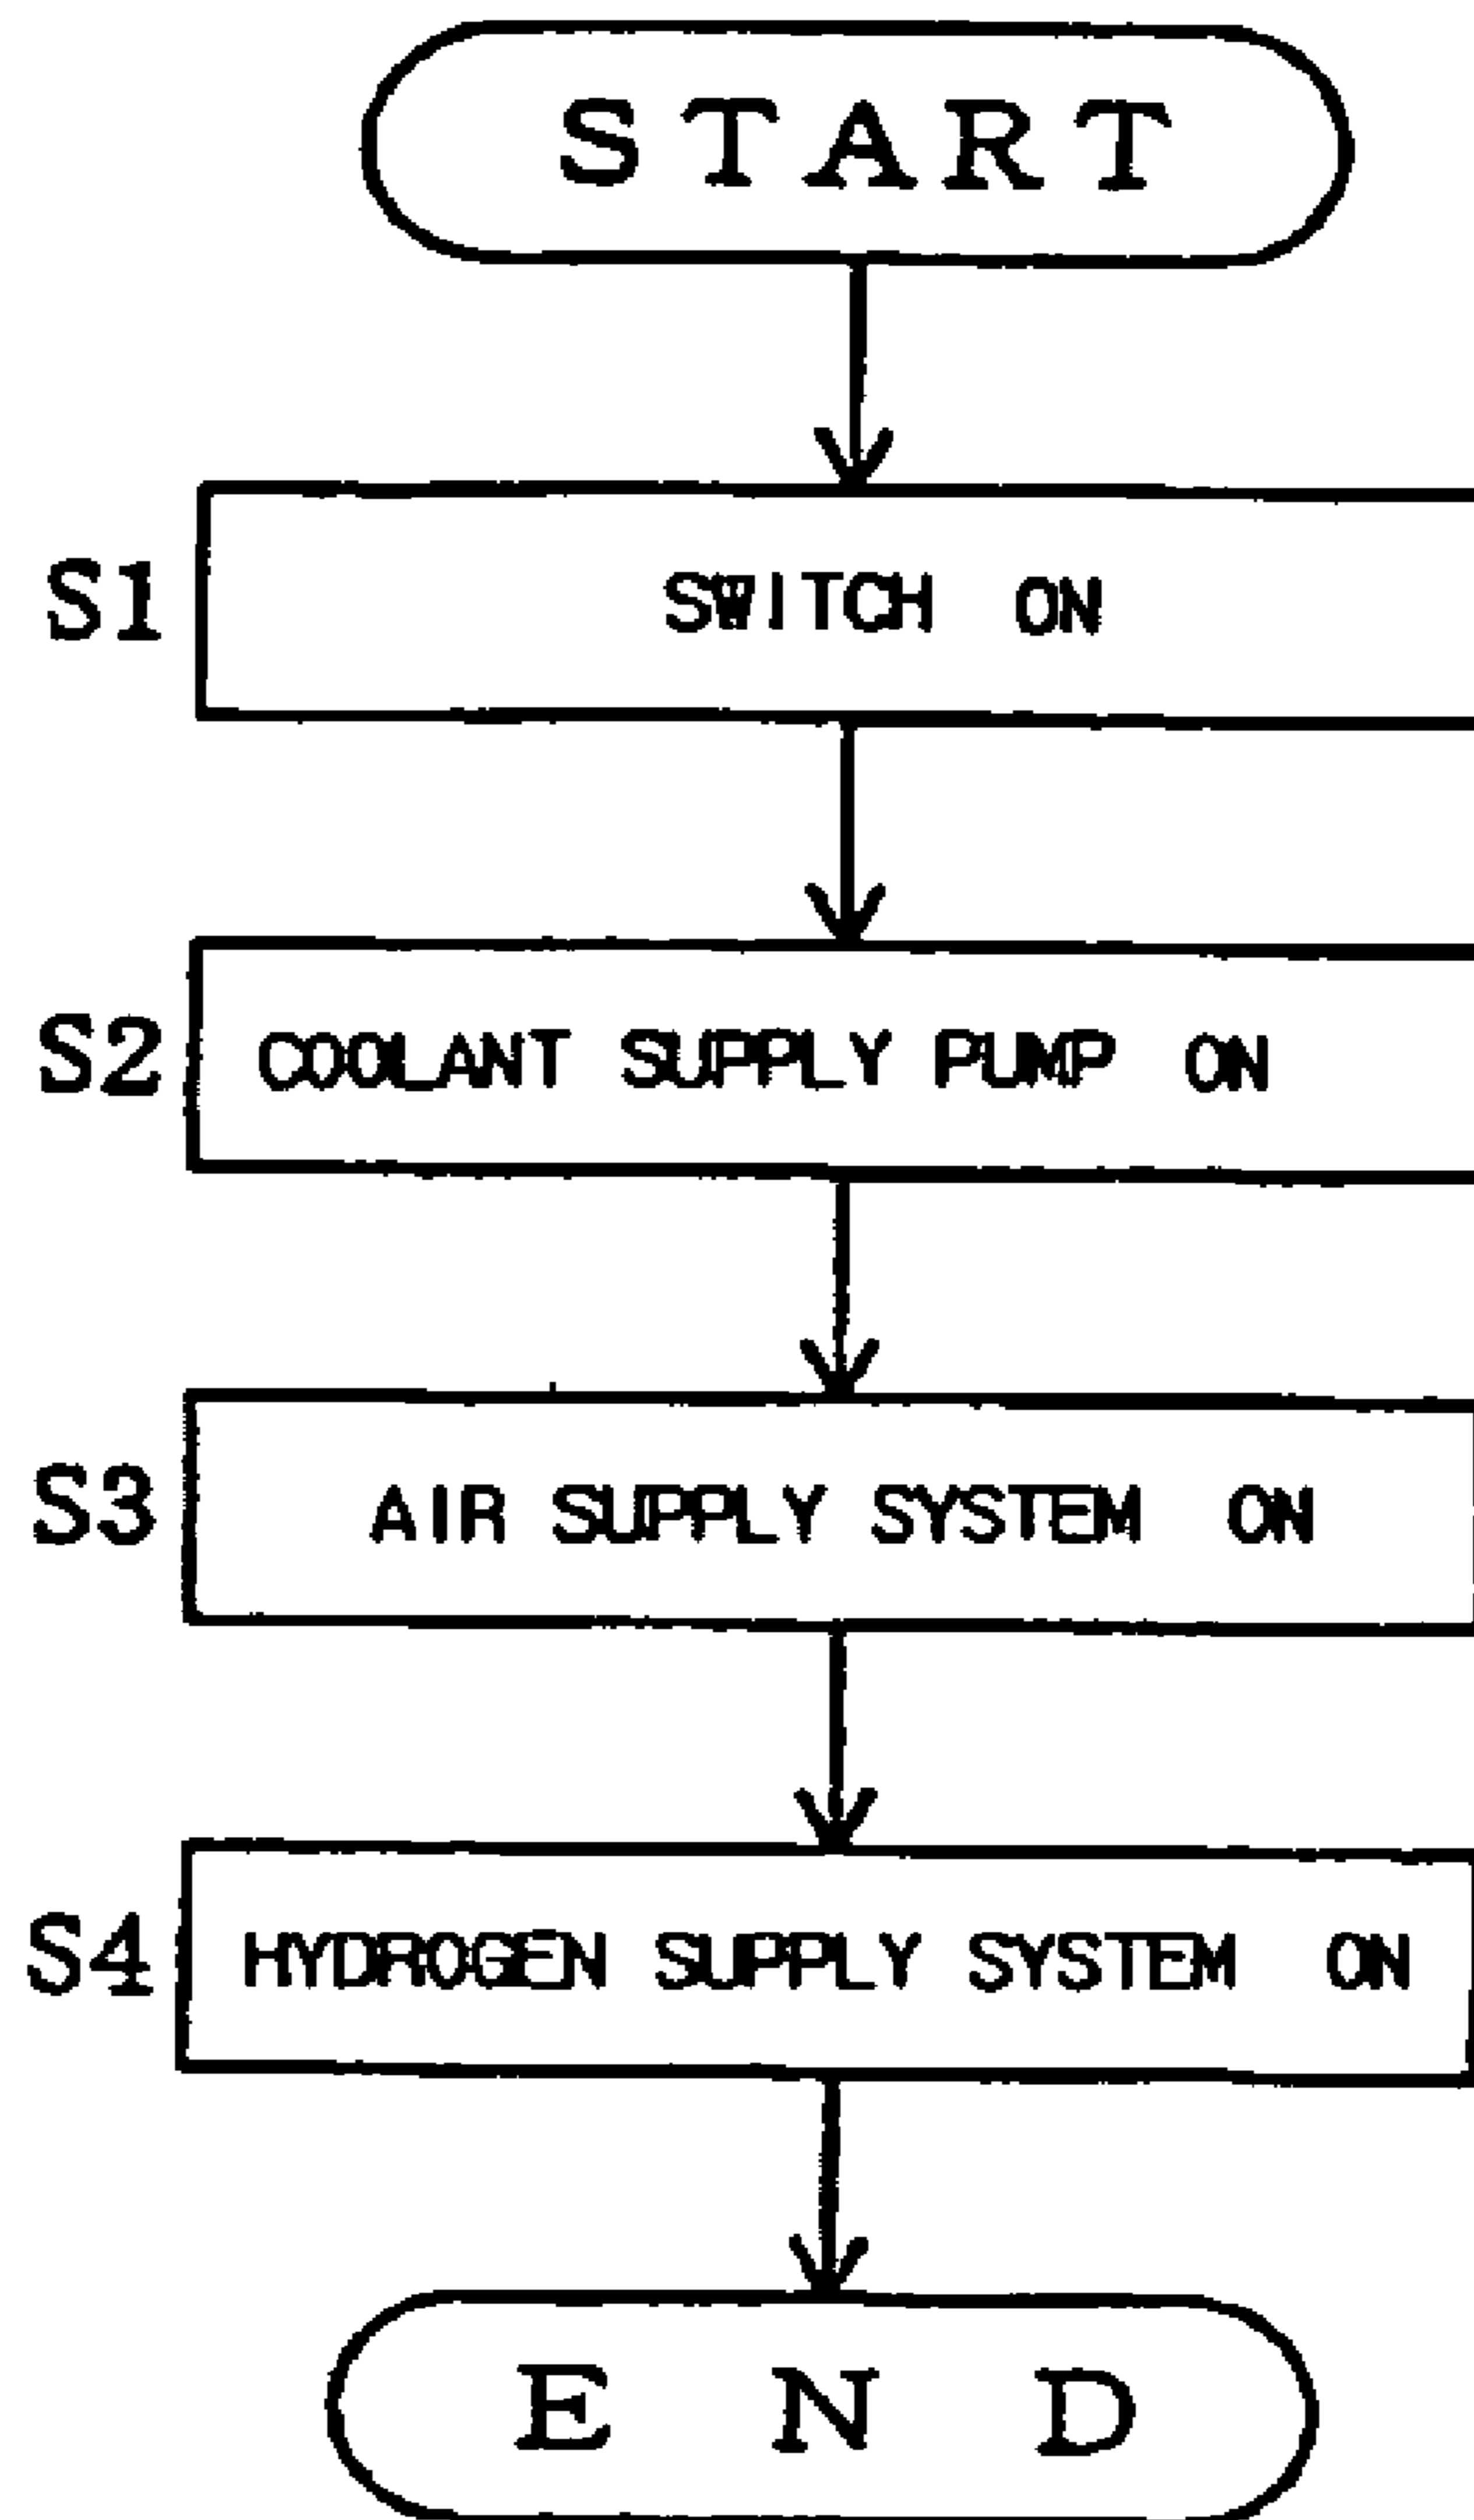 START
S1 SWITCH ON
S2 COOLANT SUPPLY PUMP ON
S3 AIR SUPPLY SYSTEM ON
S4 HYDROGEN SUPPLY SYSTEM ON
END